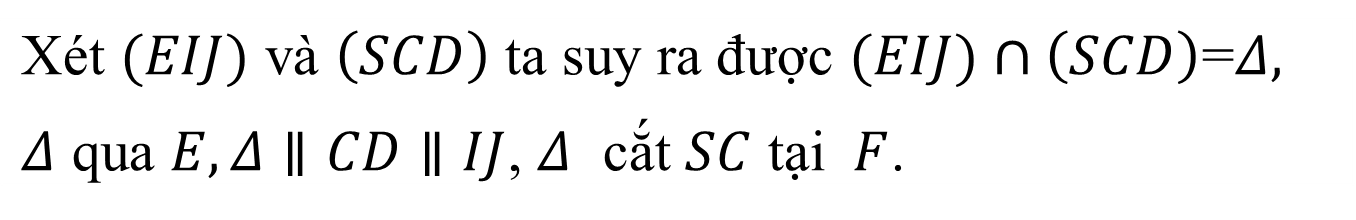 Xét (EIJ) và (SCD) ta suy ra được (EIJ) ∩ (SCD)=Δ,
Δ qua E, Δ ∥ CD ∥ IJ, Δ cắt SC tại F.